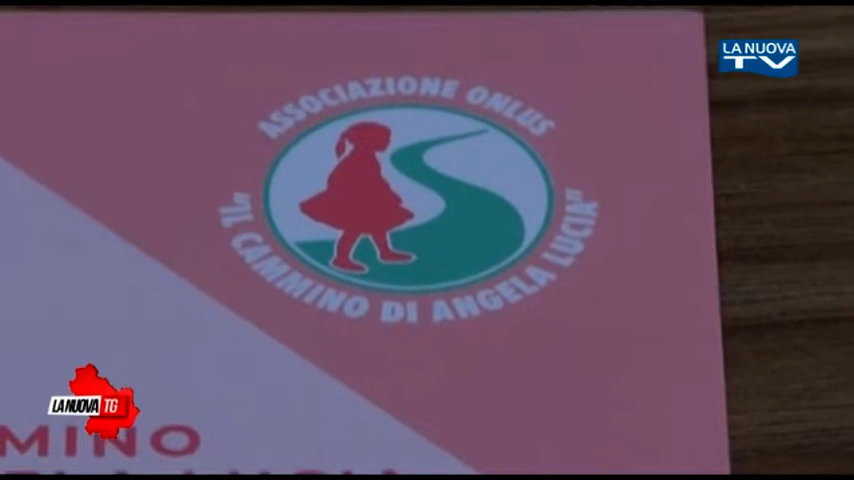 LA NUOVA
TV
ASSOCIAZIONE ONLUS
"IL CAMMINO DI ANGELA LUCIA"
LA NUOVA TG
MINO